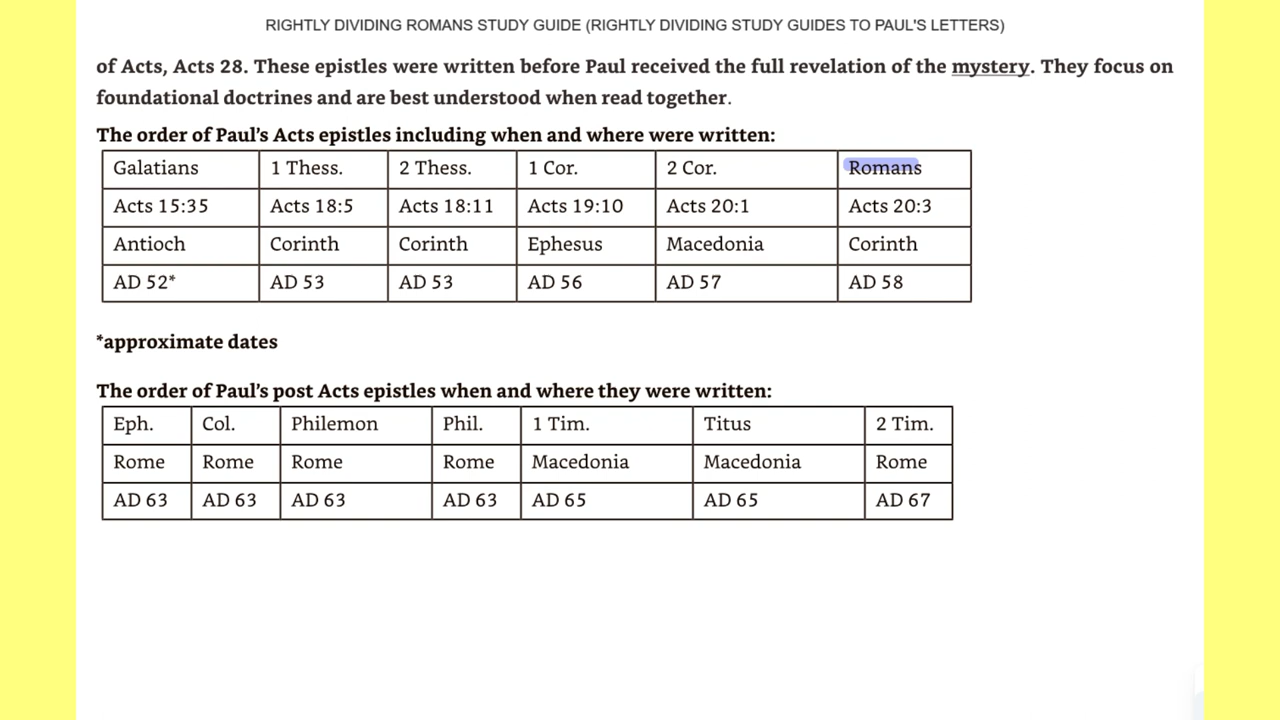 RIGHTLY DIVIDING ROMANS STUDY GUIDE (RIGHTLY DIVIDING STUDY GUIDES TO PAUL'S LETTERS)
of Acts, Acts 28. These epistles were written before Paul received the full revelation of the mystery. They focus on
foundational doctrines and are best understood when read together.
The order of Paul’s Acts epistles including when and where were written:
Galatians 1 Thess. 2 Thess. 1 Cor. 2 Cor. Romans
Acts 15:35 Acts 18:5 Acts 18:11 Acts 19:10 Acts 20:1 Acts 20:3
Antioch Corinth Corinth Ephesus Macedonia Corinth
AD 52* AD 53 AD 53 AD 56 AD 57 AD 58
*approximate dates
The order of Paul’s post Acts epistles when and where they were written:
Eph. Col. Philemon Phil. 1 Tim. Titus 2 Tim.
Rome Rome Rome Rome Macedonia Macedonia Rome
AD 63 AD 63 AD 63 AD 63 AD 65 AD 65 AD 67